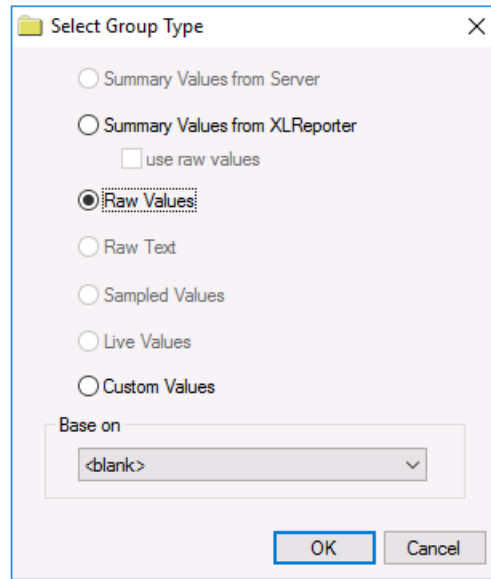 Select Group Type
Summary Values from Server
Summary Values from XLReporter
use raw values
Raw Values
Raw Text
Sampled Values
Live Values
Custom Values
Base on
<blank>
OK Cancel